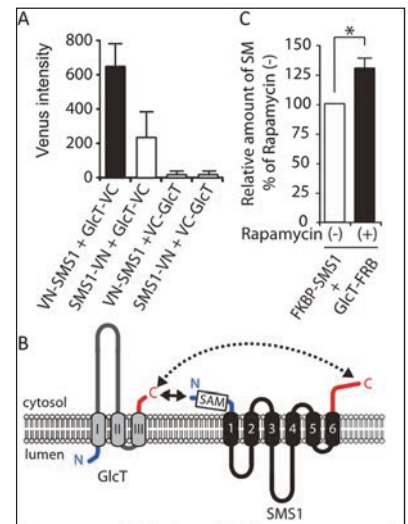 A
Venus intensity
800
600
400
200
0
VN-SMS1 + GlcT-VC
SMS1-VN + GlcT-VC
VN-SMS1 +VC-GlcT
SMS1-VN + VC-GlcT
C
Relative amount of SM
% of Rapamycin (-)
150
125
100
75
50
25
0
*
Rapamycin (-) (+)
FKBP-SMS1
+
GlcT-FRB
B
cytosol
lumen
N
I II III
C
GlcT
N
SAM
1 2 3 4 5 6
C
SMS1